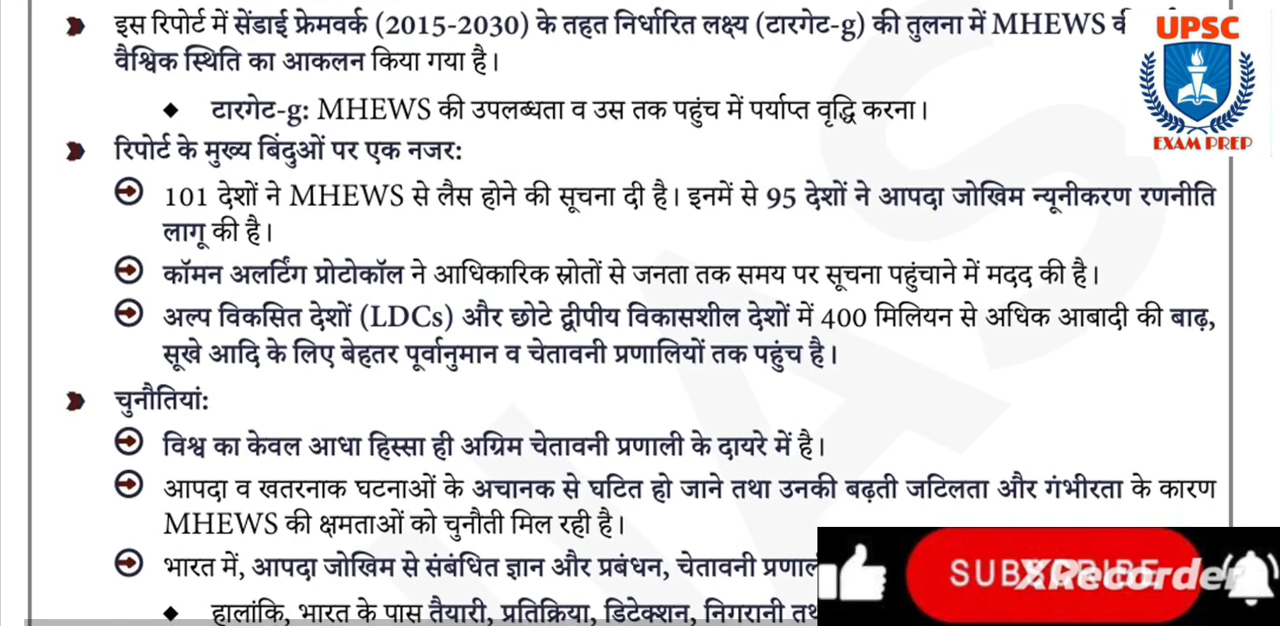 इस रिपोर्ट में सेंडाई फ्रेमवर्क (2015-2030) के तहत निर्धारित लक्ष्य (टारगेट-g) की तुलना में MHEWS
वैश्विक स्थिति का आकलन किया गया है।
टारगेट-g: MHEWS की उपलब्धता व उस तक पहुंच में पर्याप्त वृद्धि करना।
रिपोर्ट के मुख्य बिंदुओं पर एक नजर:
101 देशों ने MHEWS से लैस होने की सूचना दी है। इनमें से 95 देशों ने आपदा जोखिम न्यूनीकरण रणनीति
लागू की है।
कॉमन अलर्टिंग प्रोटोकॉल ने आधिकारिक स्रोतों से जनता तक समय पर सूचना पहुंचाने में मदद की है।
अल्प विकसित देशों (LDCs) और छोटे द्वीपीय विकासशील देशों में 400 मिलियन से अधिक आबादी की बाढ़,
सूखे आदि के लिए बेहतर पूर्वानुमान व चेतावनी प्रणालियों तक पहुंच है।
चुनौतियां:
विश्व का केवल आधा हिस्सा ही अग्रिम चेतावनी प्रणाली के दायरे में है।
आपदा व खतरनाक घटनाओं के अचानक से घटित हो जाने तथा उनकी बढ़ती जटिलता और गंभीरता के कारण
MHEWS की क्षमताओं को चुनौती मिल रही है।
भारत में, आपदा जोखिम से संबंधित ज्ञान और प्रबंधन, चेतावनी
हालांकि, भारत के पास तैयारी, प्रतिक्रिया, डिटेक्शन, निगरानी
UPSC
EXAM PREP
SUBSCRIBE
XRecorder